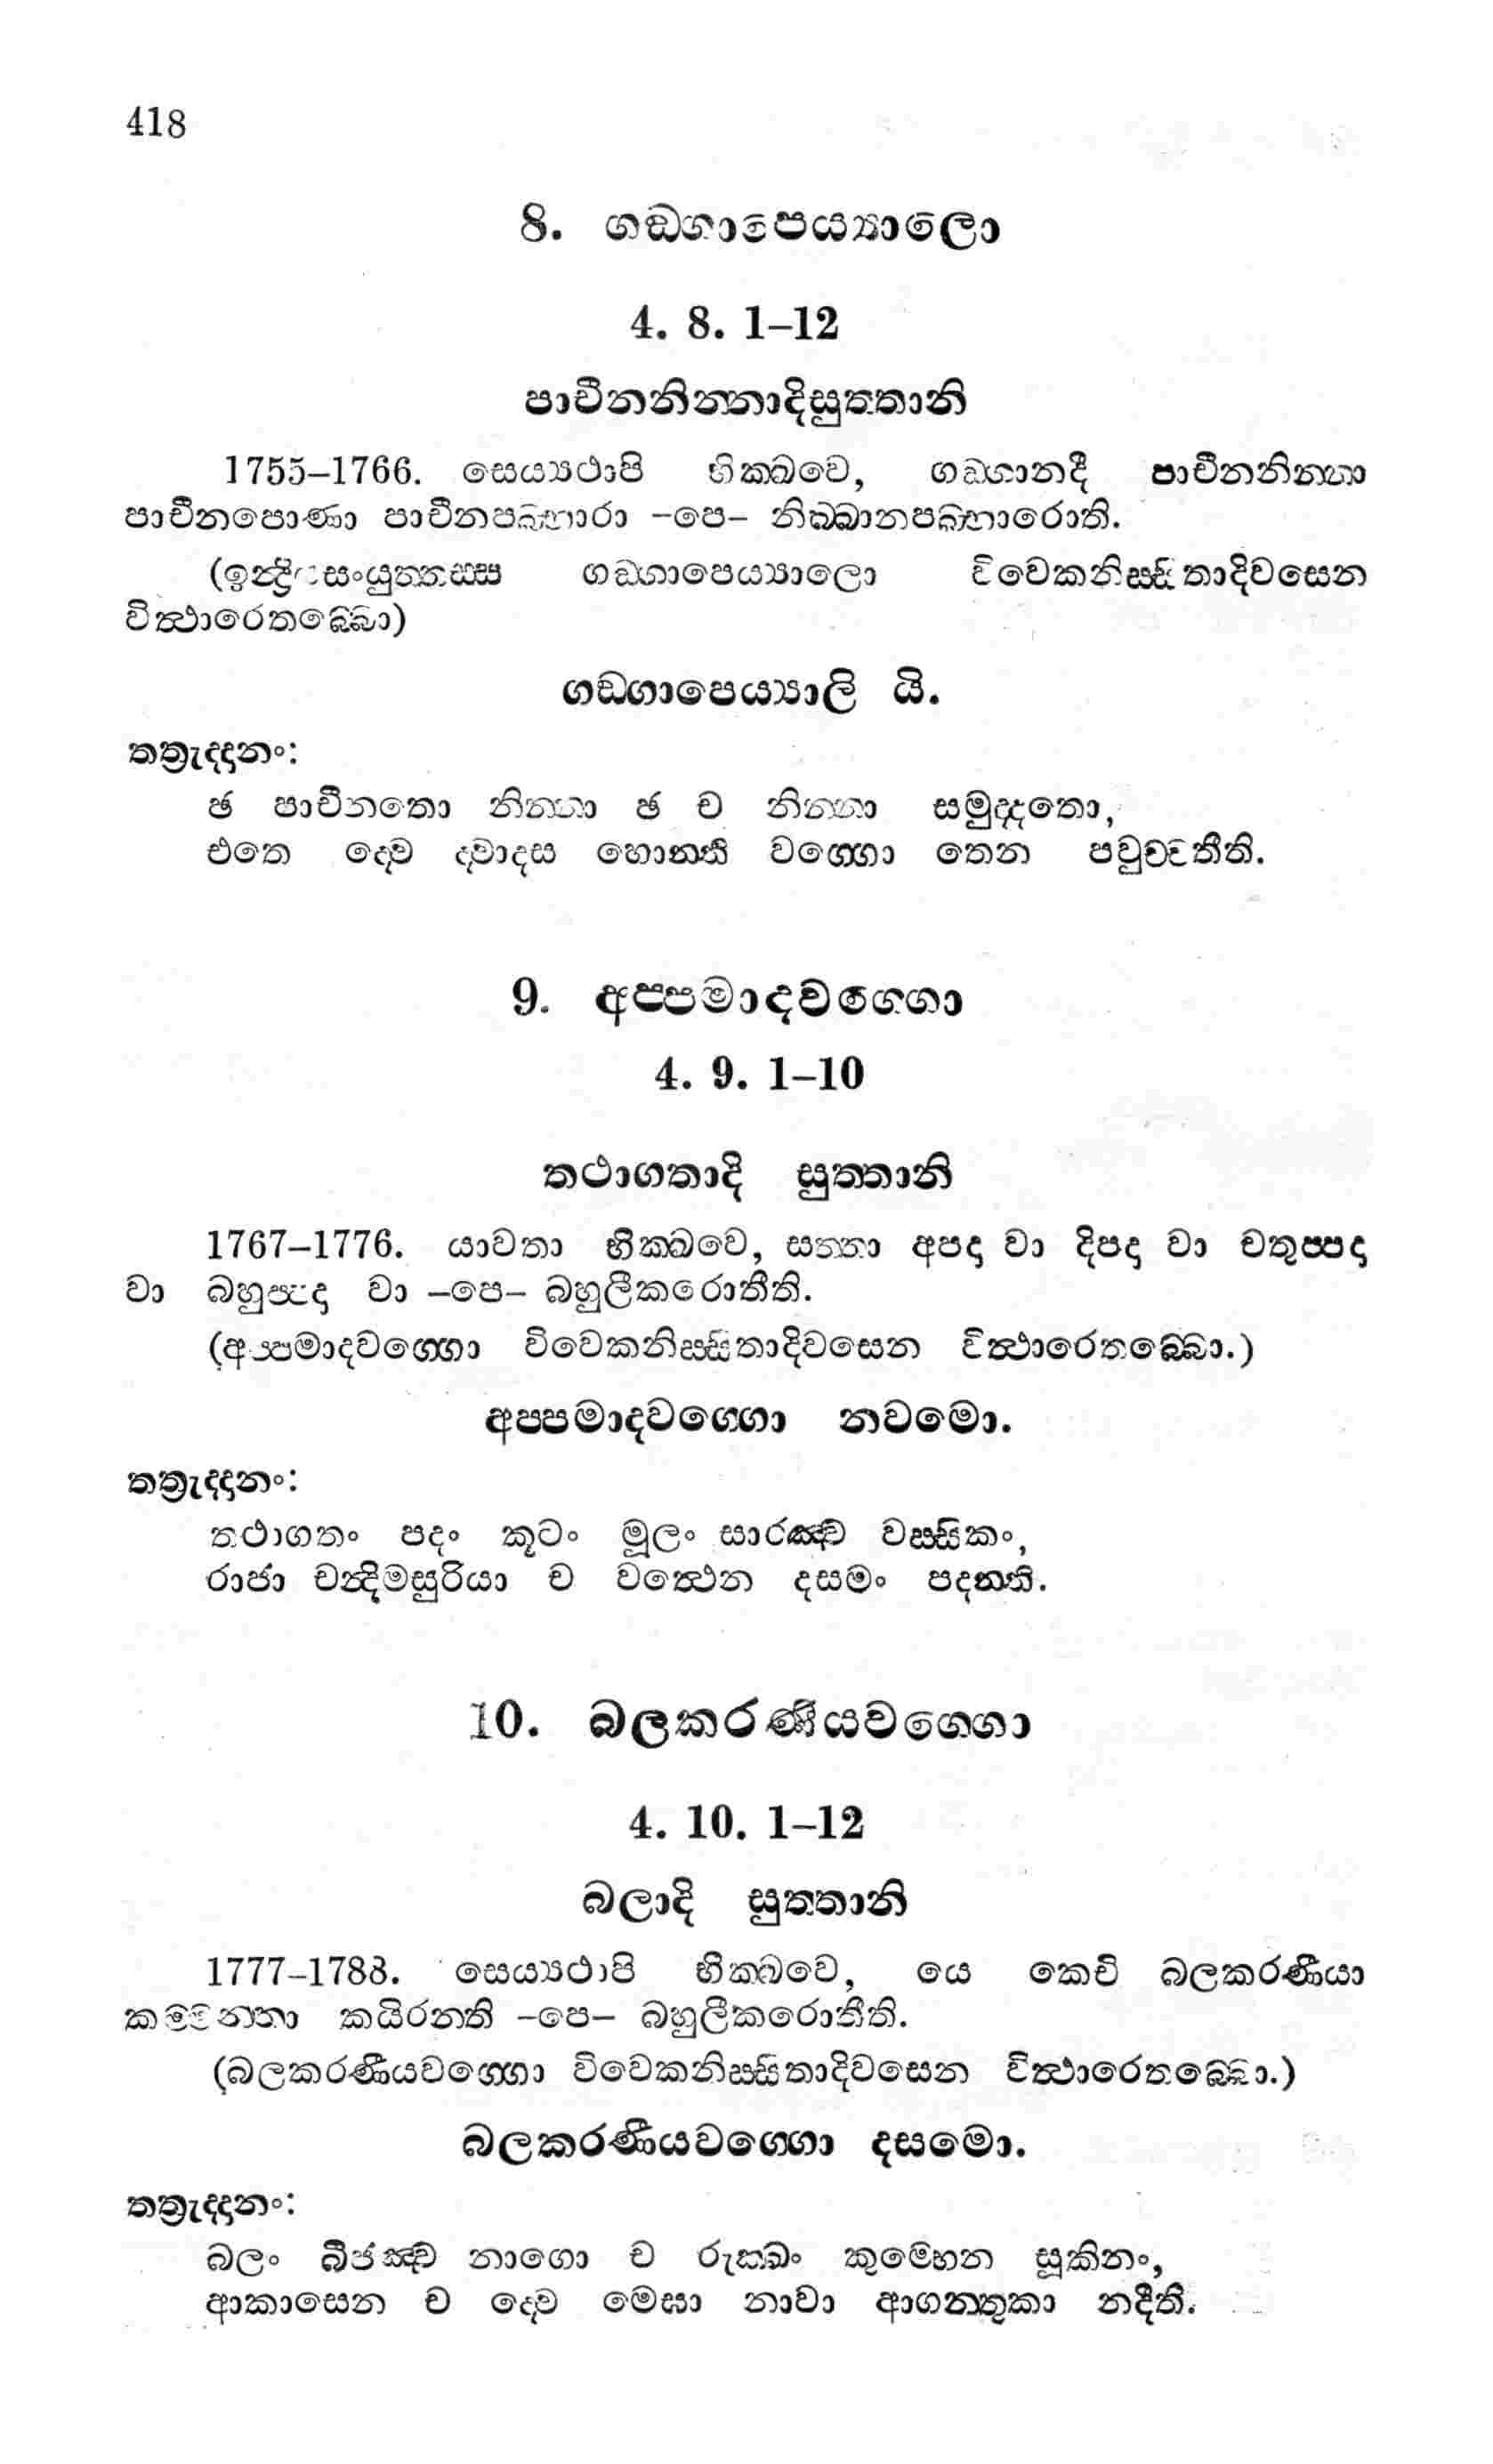 418
8. ගඞ්ගාපෙය්‍යාලො
4. 8. 1–12
පාචීනනින්නාදිසුත්තානි
1755–1766. සෙය්‍යථාපි භික්ඛවෙ, ගඞ්ගානදී පාචීනනින්නා
පාචීනපොණා පාචීනපබ්භාරා –පෙ– නිබ්බානපබ්භාරොති.
(ඉන්ද්‍රියසංයුත්තස්ස ගඞ්ගාපෙය්‍යාලො විවෙකනිස්සිතාදිවසෙන
විත්ථාරෙතබ්බො)
ගඞ්ගාපෙය්‍යාලි යි.
තත්‍රැද්දානං:
ඡ පාචීනතො නින්නා ඡ ච නින්නා සමුද්දතො,
එතෙ ද්වෙ ද්වාදස හොන්ති වග්ගො තෙන පවුච්චතීති.
9. අප්පමාදවග්ගො
4. 9. 1–10
තථාගතාදි සුත්තානි
1767–1776. යාවතා භික්ඛවෙ, සත්තා අපදා වා දිපදා වා චතුප්පදා
වා බහුප්පදා වා –පෙ– බහුලීකරොතීති.
(අප්පමාදවග්ගො විවෙකනිස්සිතාදිවසෙන විත්ථාරෙතබ්බො.)
අප්පමාදවග්ගො නවමො.
තත්‍රැද්දානං:
තථාගතං පදං කූටං මූලං සාරඤ්ච වස්සිකං,
රාජා චන්දිමසුරියා ච වත්ථෙන දසමං පදන්ති.
10. බලකරණීයවග්ගො
4. 10. 1–12
බලාදි සුත්තානි
1777–1788. සෙය්‍යථාපි භික්ඛවෙ, යෙ කෙචි බලකරණීයා
කම්මන්තා කයිරන්ති –පෙ– බහුලීකරොතීති.
(බලකරණීයවග්ගො විවෙකනිස්සිතාදිවසෙන විත්ථාරෙතබ්බො.)
බලකරණීයවග්ගො දසමො.
තත්‍රැද්දානං:
බලං බීජඤ්ච නාගො ච රුක්ඛං කුම්භෙන සූකිනං,
ආකාසෙන ච ද්වෙ මෙඝා නාවා ආගන්තුකා නදීති.